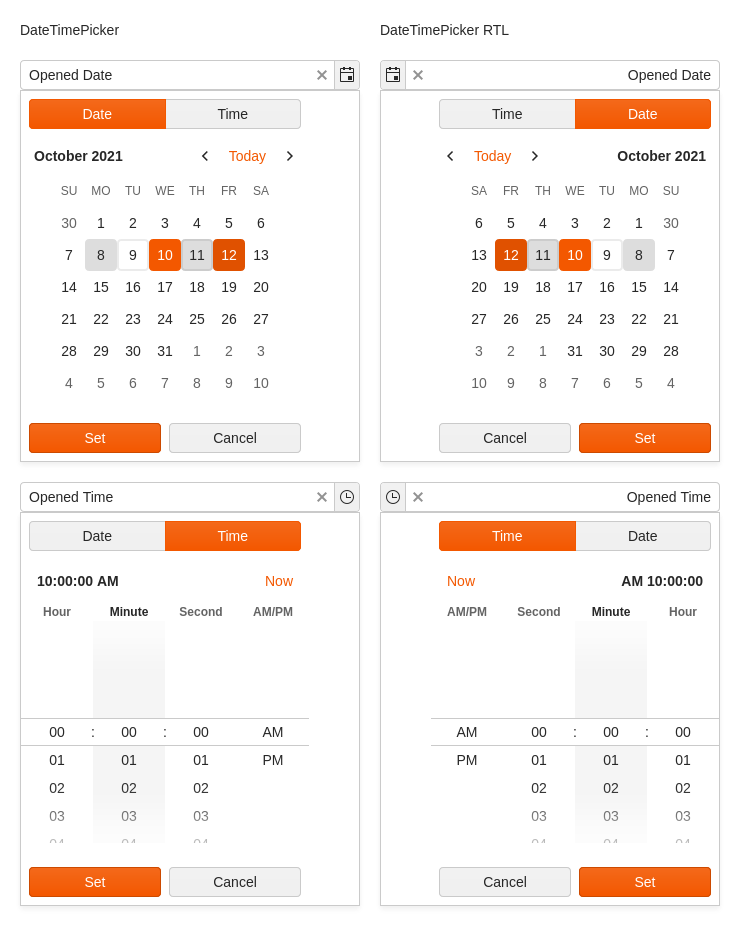 DateTimePicker
Opened Date
Date Time
October 2021 Today
SU MO TU WE TH FR SA
30 1 2 3 4 5 6
7 8 9 10 11 12 13
14 15 16 17 18 19 20
21 22 23 24 25 26 27
28 29 30 31 1 2 3
4 5 6 7 8 9 10
Set Cancel
Opened Time
Date Time
10:00:00 AM Now
Hour Minute Second AM/PM
00 : 00 : 00 AM
01 01 01 PM
02 02 02
03 03 03
04 04 04
Set Cancel
DateTimePicker RTL
Opened Date
Time Date
Today October 2021
SA FR TH WE TU MO SU
6 5 4 3 2 1 30
13 12 11 10 9 8 7
20 19 18 17 16 15 14
27 26 25 24 23 22 21
3 2 1 31 30 29 28
10 9 8 7 6 5 4
Cancel Set
Opened Time
Time Date
Now AM 10:00:00
AM/PM Second Minute Hour
AM 00 : 00 : 00
PM 01 01 01
02 02 02
03 03 03
04 04 04
Cancel Set